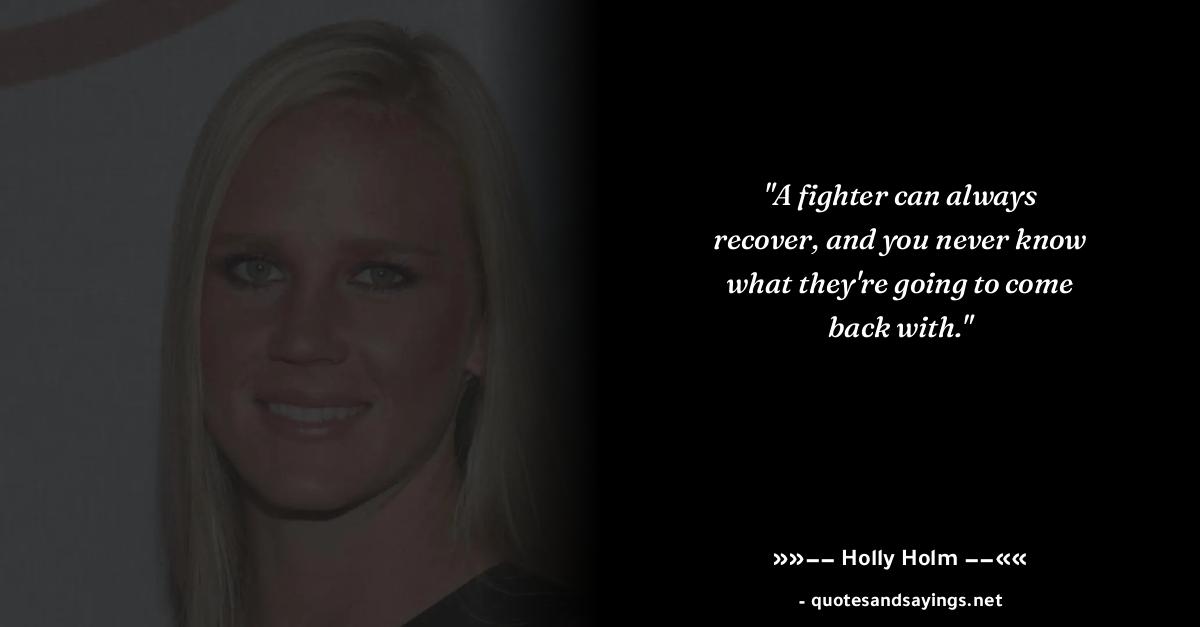 "A fighter can always
recover, and you never know
what they're going to come
back with."
»»−− Holly Holm −−««
- quotesandsayings.net